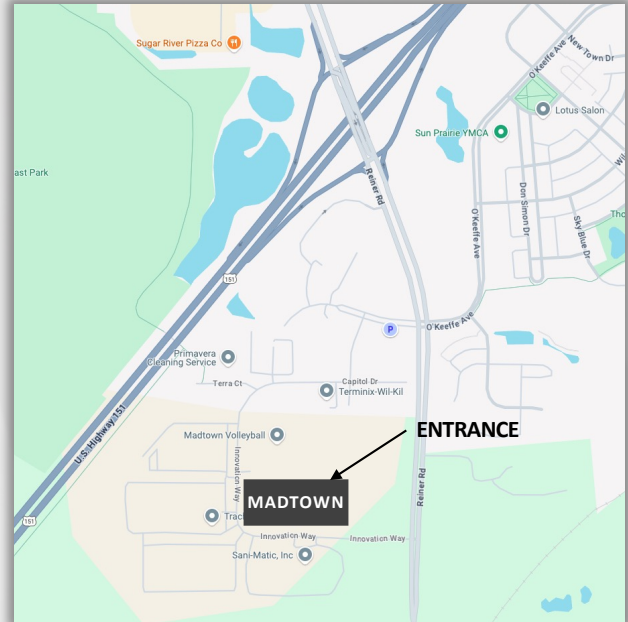 Sugar River Pizza Co
O'Keeffe Ave
New Town Dr
Lotus Salon
Sun Prairie YMCA
ast Park
Reiner Rd
Wil
Don Simon Dr
Sky Blue Dr
Tho
O'Keeffe Ave
151
P
O'Keeffe Ave
Primavera
Cleaning Service
Terra Ct
Capitol Dr
Terminix-Wil-Kil
U.S. Highway 151
Madtown Volleyball
ENTRANCE
Innovation Way
Reiner Rd
MADTOWN
151
Trac
Innovation Way
Innovation Way
Sani-Matic, Inc